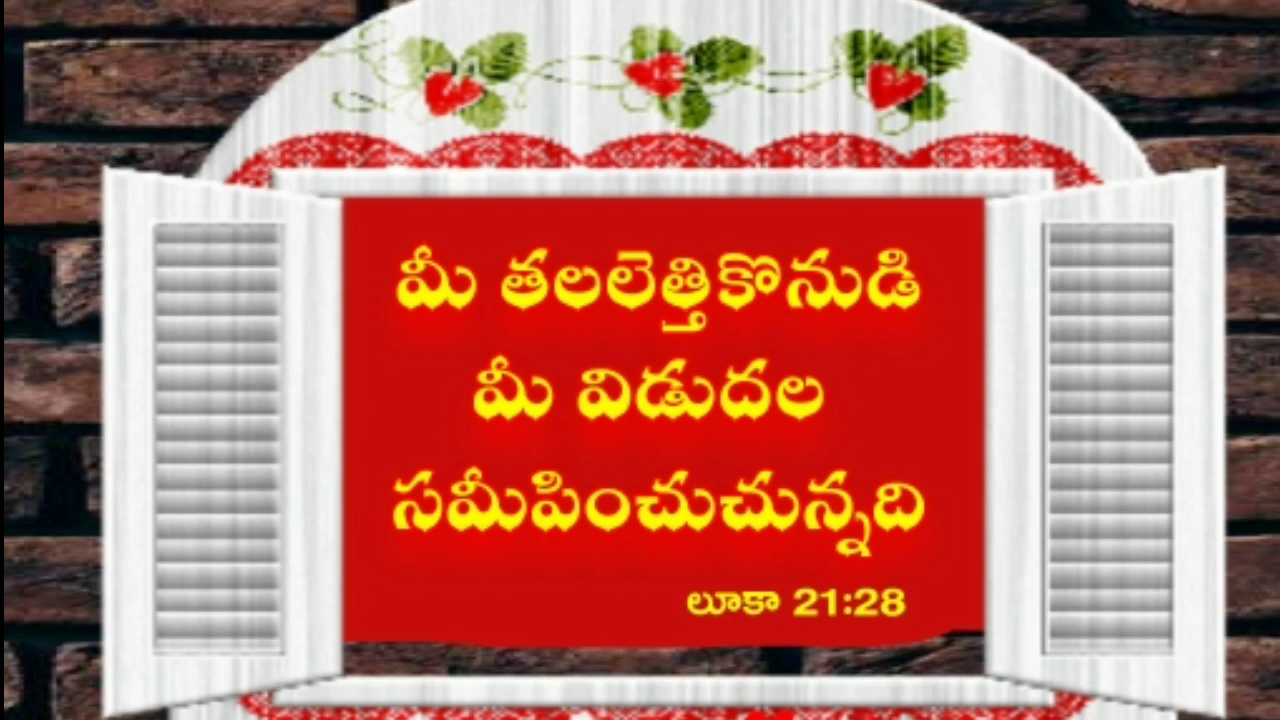 మీ తలలెత్తికొనుడి
మీ విడుదల
సమీపించుచున్నది
లూకా 21:28